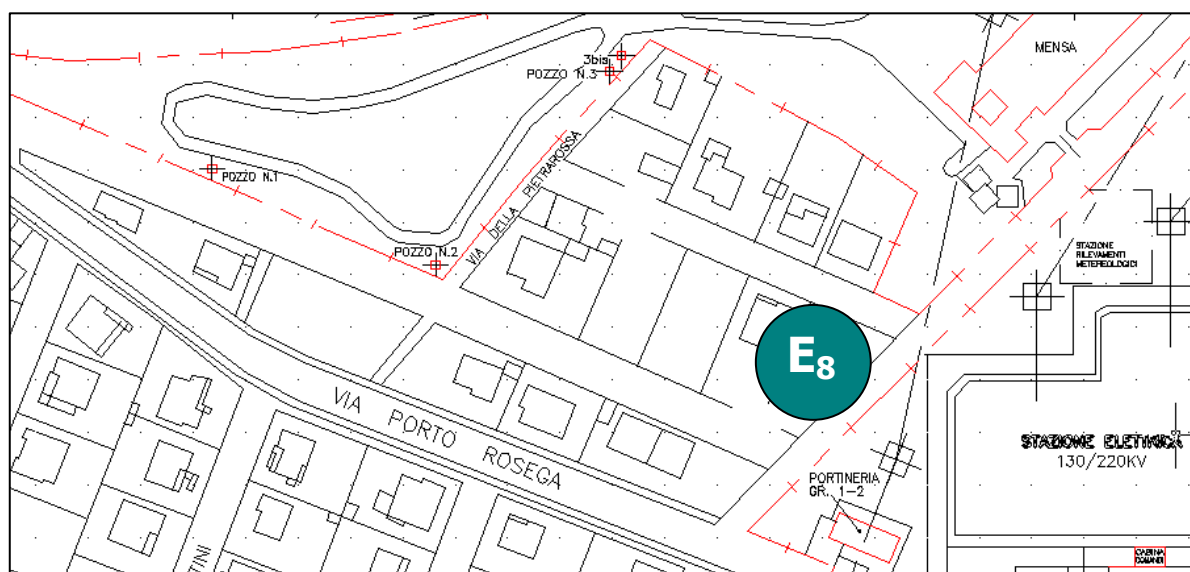 MENSA
3bis
POZZO N.3
POZZO N.1
VIA DELLA PIETRAROSSA
POZZO N.2
STAZIONE
RILEVAMENTI
METEREOLOGICI
E8
VIA PORTO
ROSEGA
STAZIONE ELETTRICA
130/220KV
PORTINERIA
GR. 1-2
CABINA
COMANDI